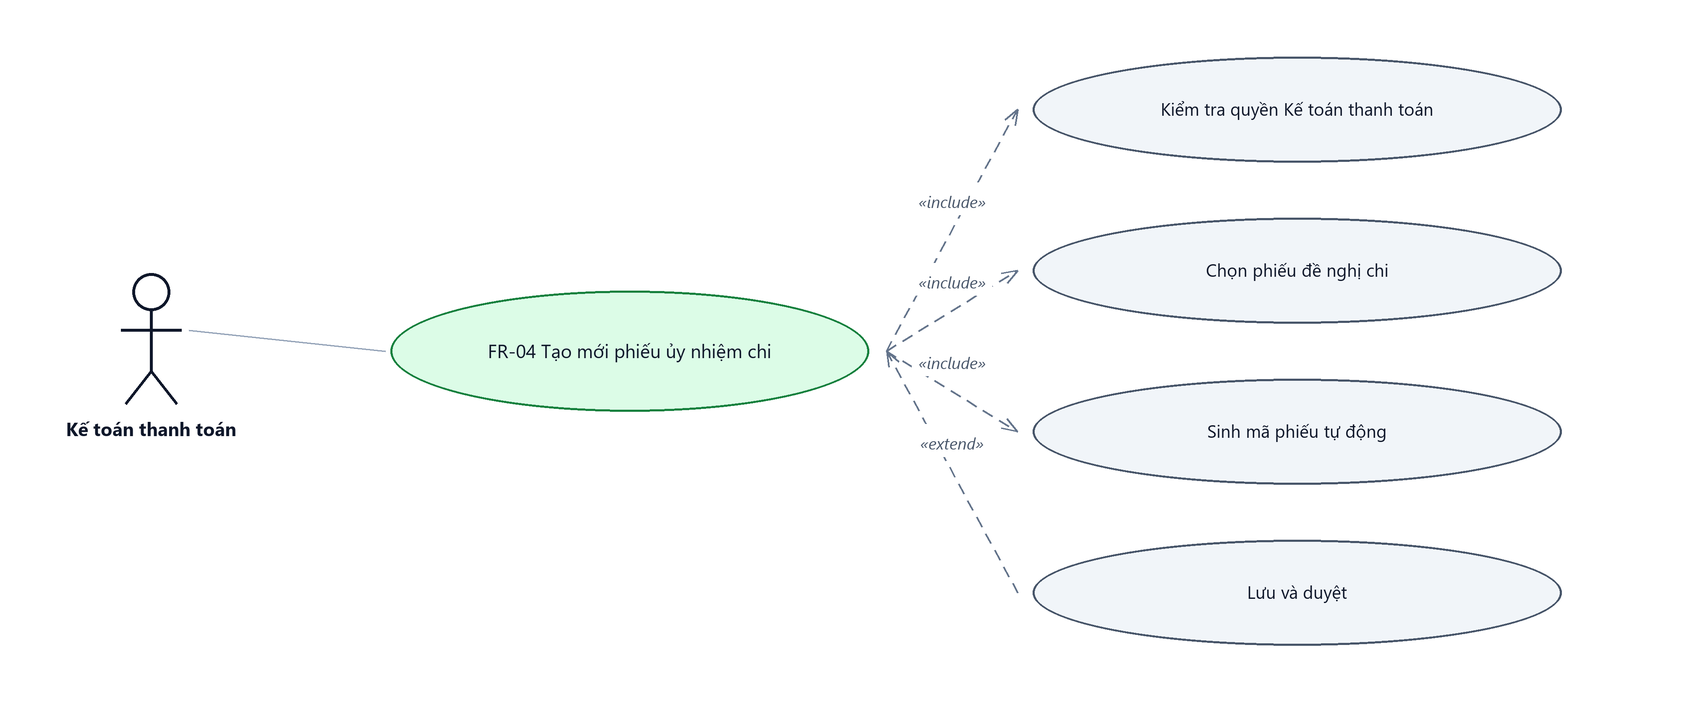 Kiểm tra quyền Kế toán thanh toán
«include»
«include»
Chọn phiếu đề nghị chi
FR-04 Tạo mới phiếu ủy nhiệm chi
«include»
Kế toán thanh toán
Sinh mã phiếu tự động
«extend»
Lưu và duyệt